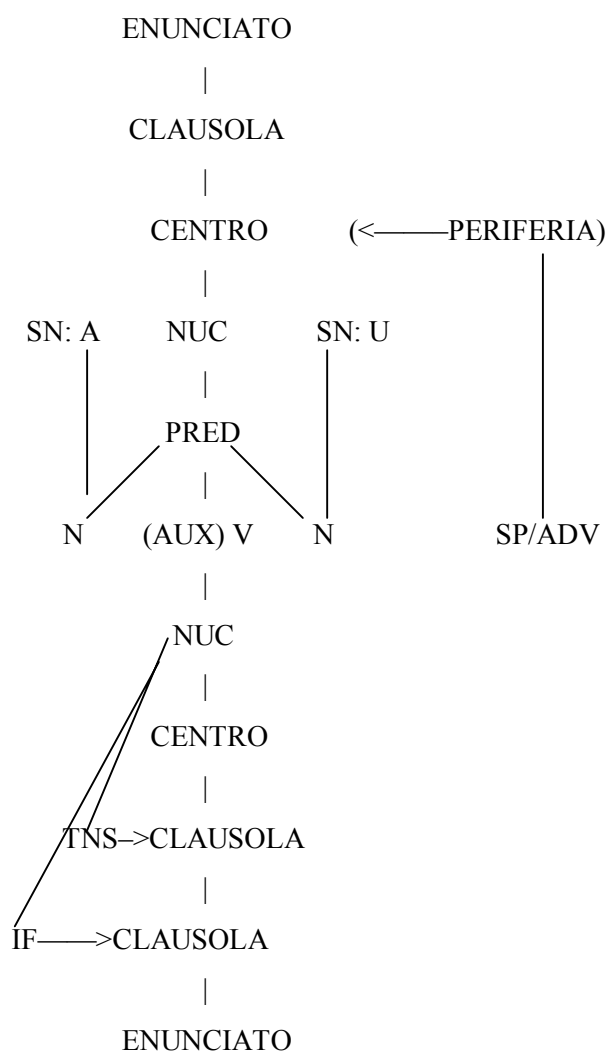 ENUNCIATO
|
CLAUSOLA
|
CENTRO (<———PERIFERIA)
|
SN: A NUC SN: U
|
PRED
|
N (AUX) V N SP/ADV
|
NUC
|
CENTRO
|
TNS–>CLAUSOLA
|
IF——>CLAUSOLA
|
ENUNCIATO